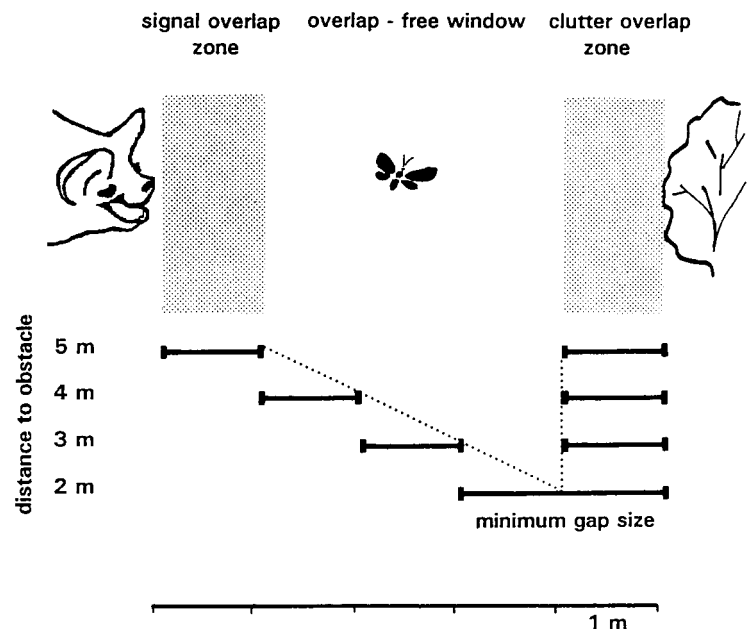 signal overlap zone
overlap - free window
clutter overlap zone
distance to obstacle
5 m
4 m
3 m
2 m
minimum gap size
1 m